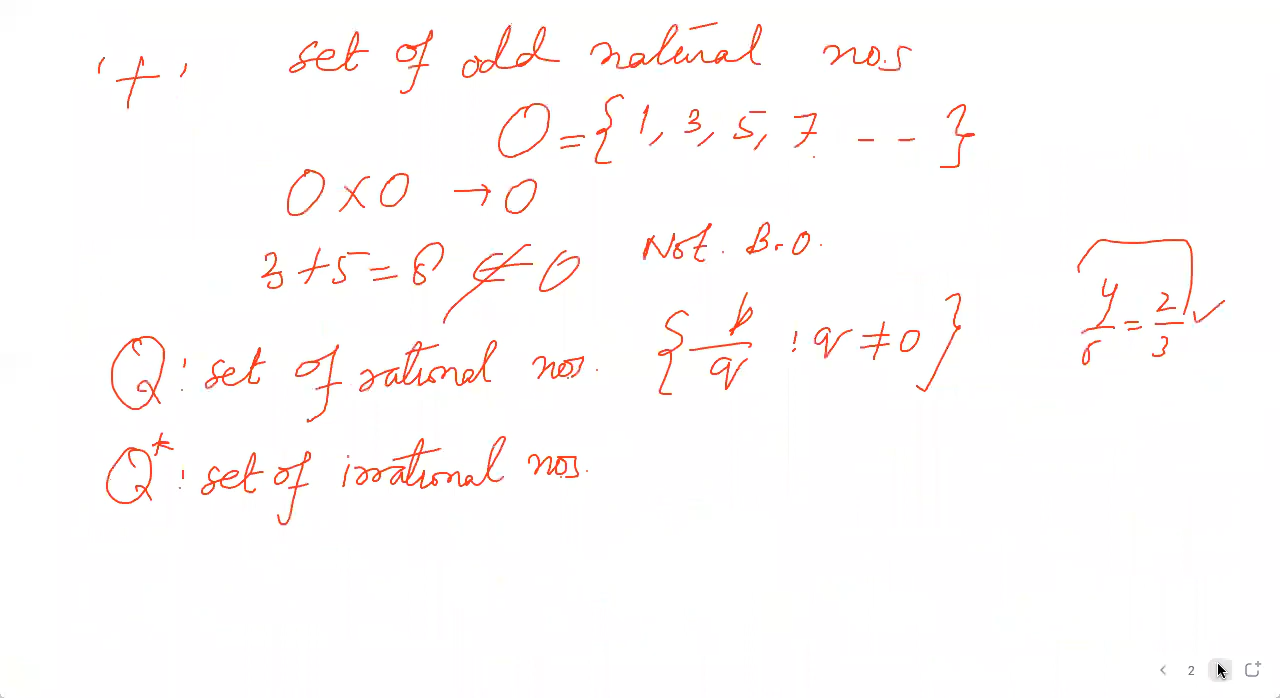 '+' set of odd natural nos
O = {1, 3, 5, 7 - - }
O × O → O
3 + 5 = 8 ∉ O Not. B.O.
Q : set of rational nos. { p/q : q ≠ 0 } 4/6 = 2/3 ✓
Q* : set of irrational nos.
2